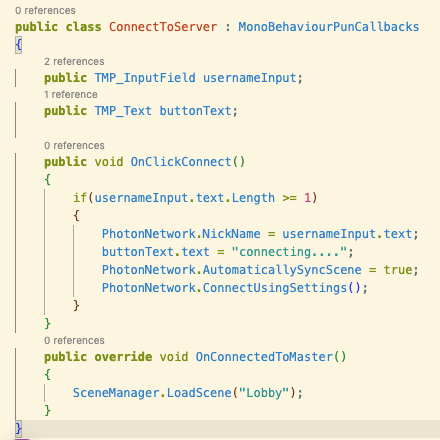 0 references
public class ConnectToServer : MonoBehaviourPunCallbacks
{
2 references
public TMP_InputField usernameInput;
1 reference
public TMP_Text buttonText;
0 references
public void OnClickConnect()
{
if(usernameInput.text.Length >= 1)
{
PhotonNetwork.NickName = usernameInput.text;
buttonText.text = "connecting....";
PhotonNetwork.AutomaticallySyncScene = true;
PhotonNetwork.ConnectUsingSettings();
}
}
0 references
public override void OnConnectedToMaster()
{
SceneManager.LoadScene("Lobby");
}
}